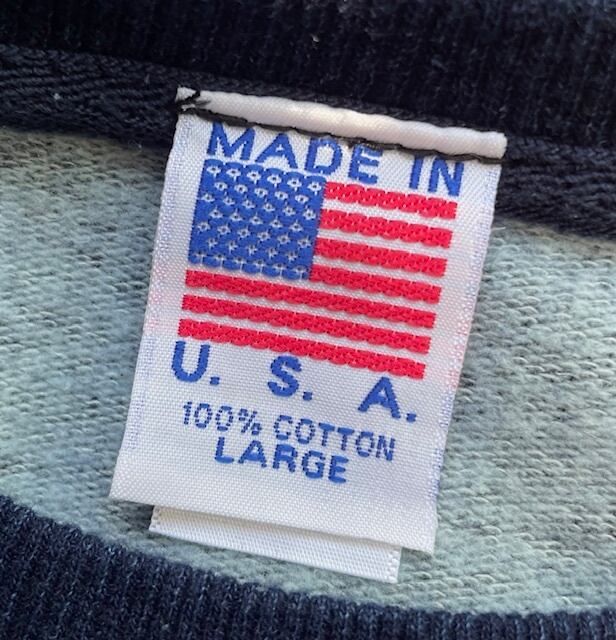 MADE IN
U. S. A.
100% COTTON
LARGE